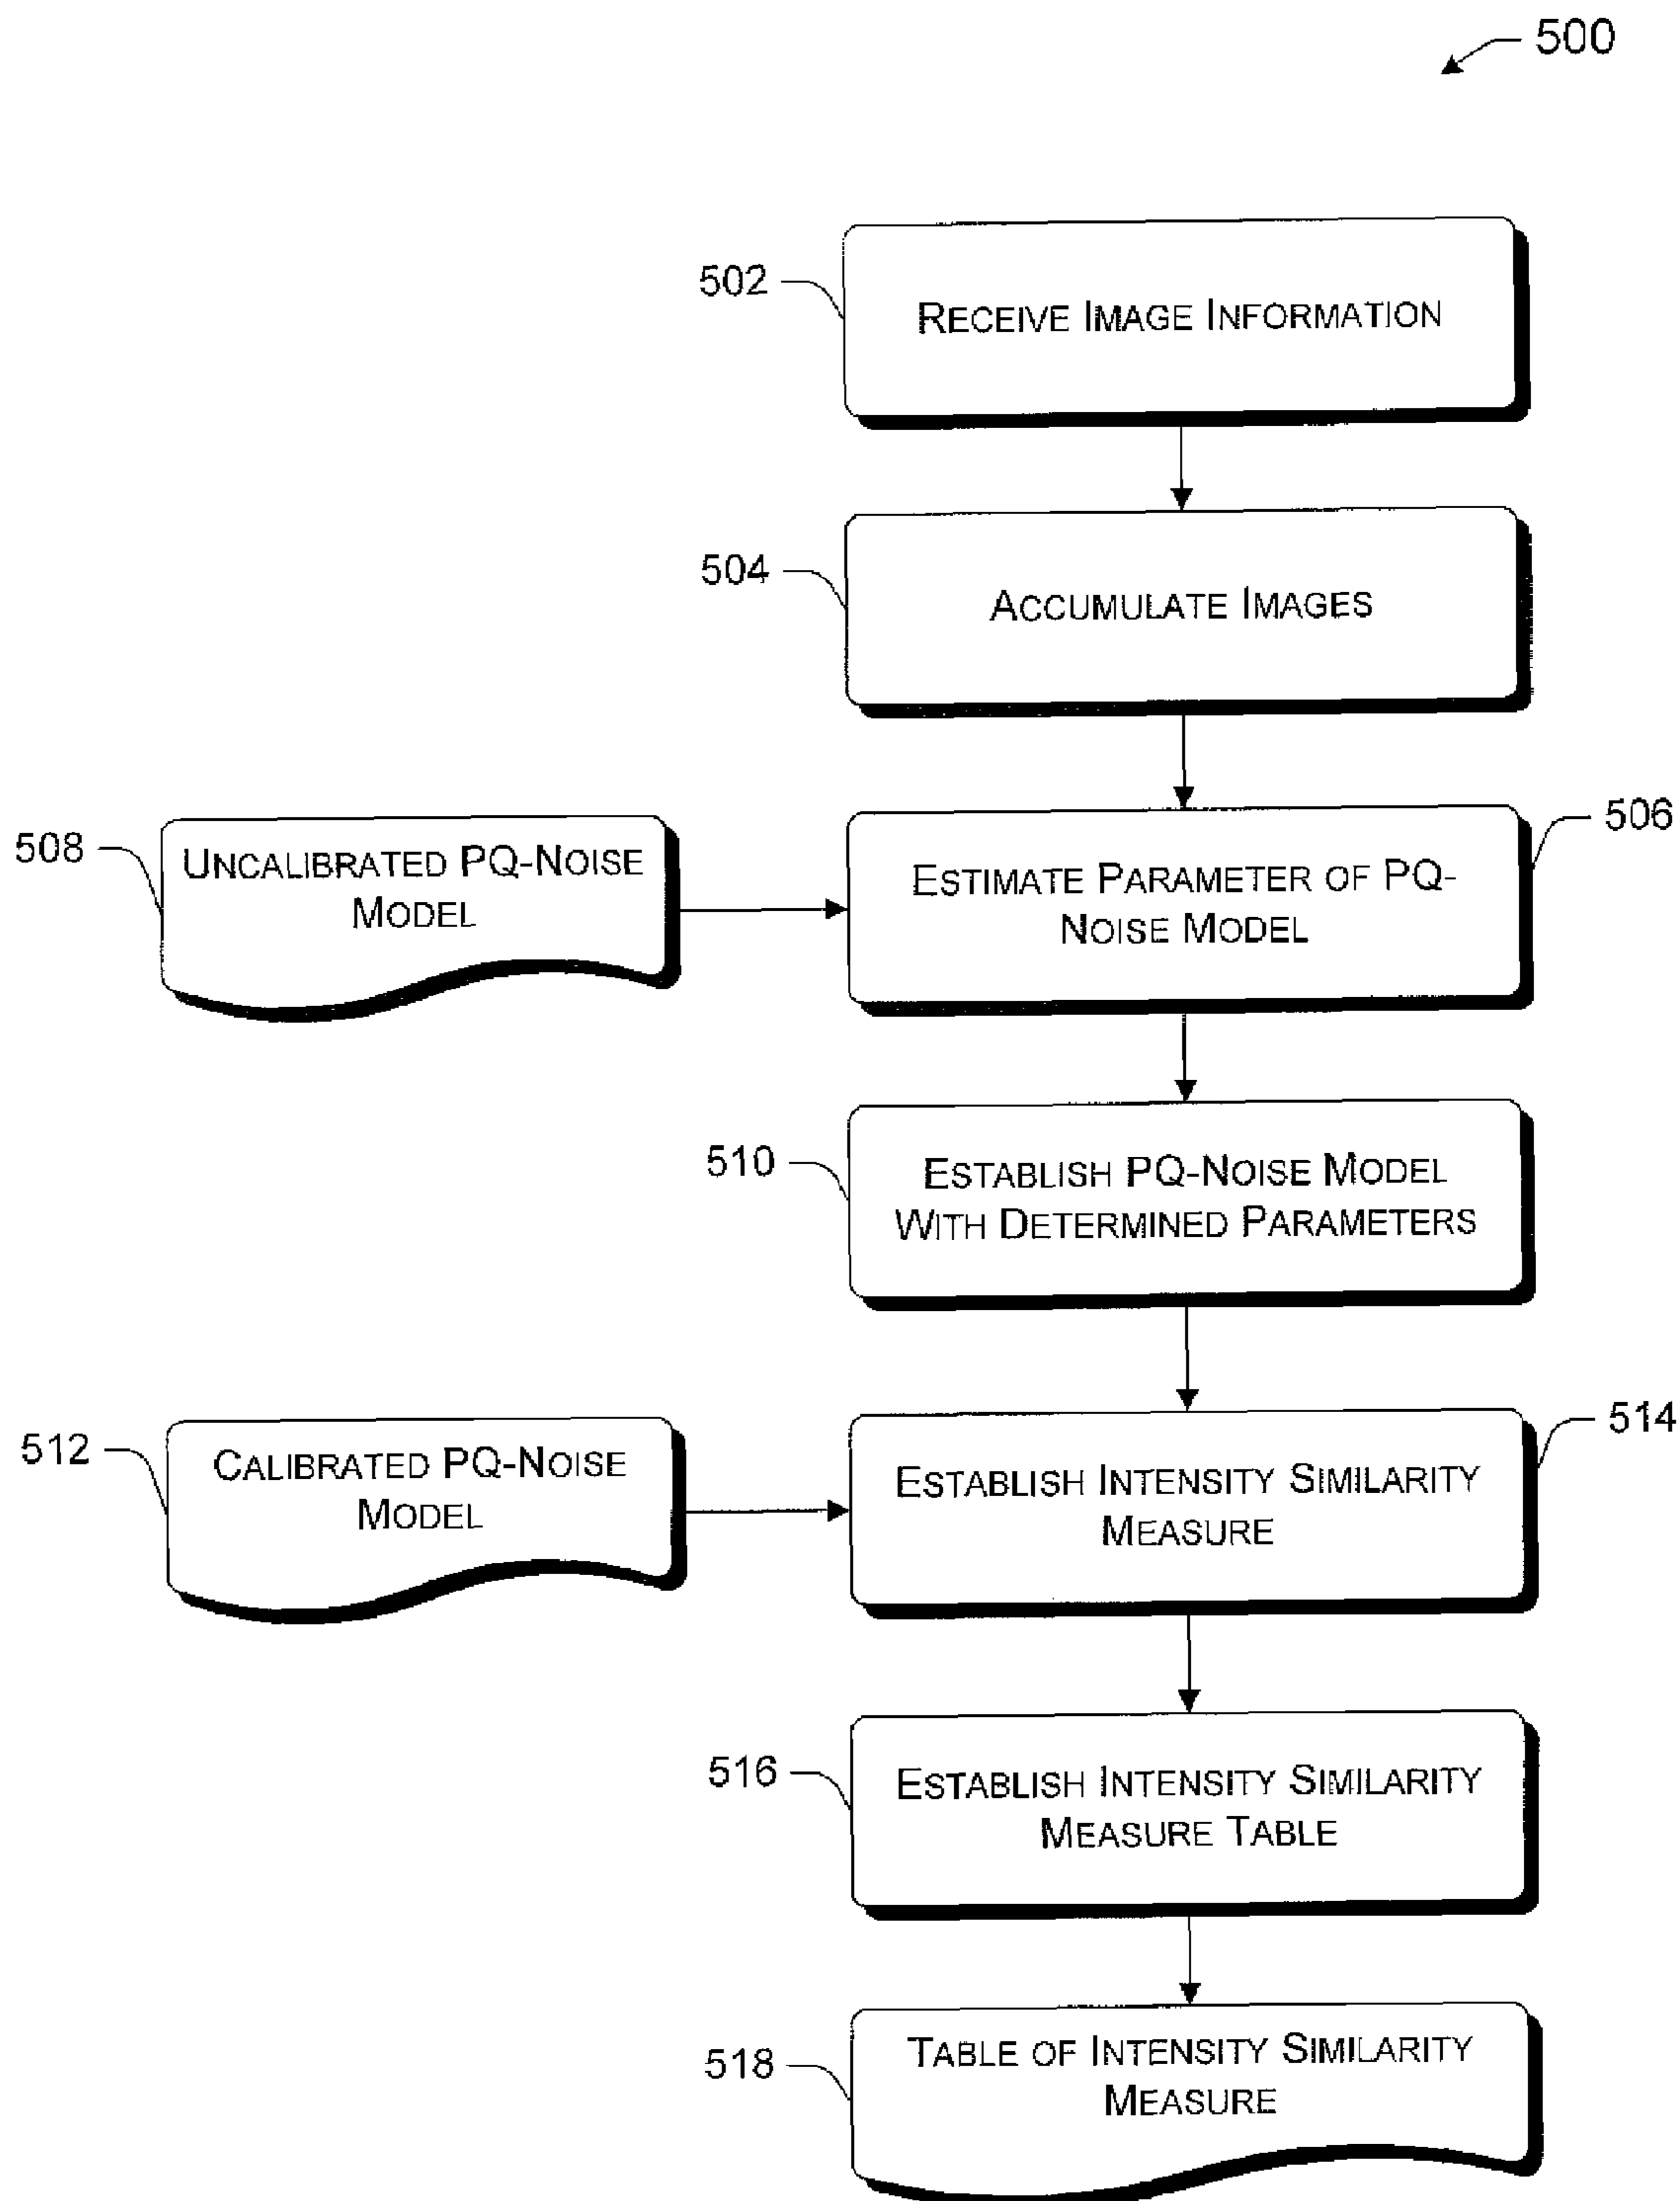 500
502
RECEIVE IMAGE INFORMATION
504
ACCUMULATE IMAGES
508
UNCALIBRATED PQ-NOISE
MODEL
506
ESTIMATE PARAMETER OF PQ-
NOISE MODEL
510
ESTABLISH PQ-NOISE MODEL
WITH DETERMINED PARAMETERS
512
CALIBRATED PQ-NOISE
MODEL
514
ESTABLISH INTENSITY SIMILARITY
MEASURE
516
ESTABLISH INTENSITY SIMILARITY
MEASURE TABLE
518
TABLE OF INTENSITY SIMILARITY
MEASURE